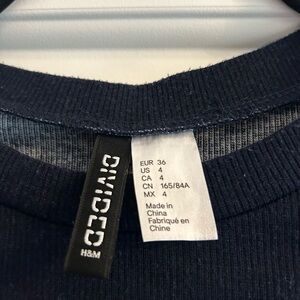 DIVIDED
H&M
EUR 36
US 4
CA 4
CN 165/84A
MX 4
Made in
China
Fabriqué en
Chine